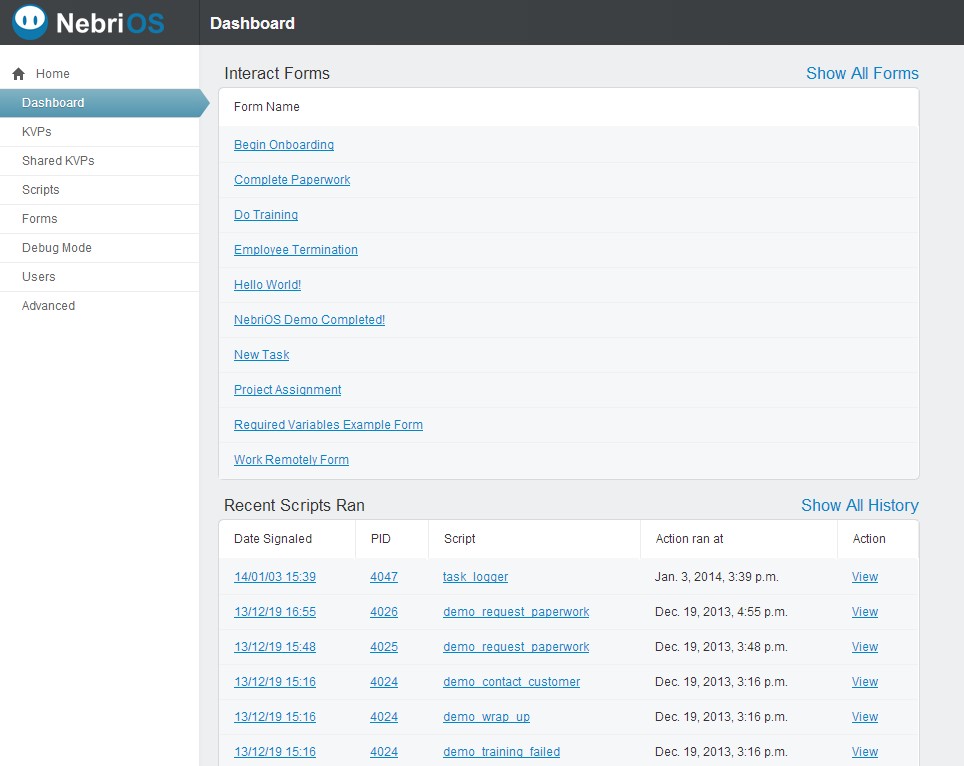 NebriOS
Dashboard
Home
Dashboard
KVPs
Shared KVPs
Scripts
Forms
Debug Mode
Users
Advanced
Interact Forms Show All Forms
Form Name
Begin Onboarding
Complete Paperwork
Do Training
Employee Termination
Hello World!
NebriOS Demo Completed!
New Task
Project Assignment
Required Variables Example Form
Work Remotely Form
Recent Scripts Ran Show All History
Date Signaled PID Script Action ran at Action
14/01/03 15:39 4047 task_logger Jan. 3, 2014, 3:39 p.m. View
13/12/19 16:55 4026 demo_request_paperwork Dec. 19, 2013, 4:55 p.m. View
13/12/19 15:48 4025 demo_request_paperwork Dec. 19, 2013, 3:48 p.m. View
13/12/19 15:16 4024 demo_contact_customer Dec. 19, 2013, 3:16 p.m. View
13/12/19 15:16 4024 demo_wrap_up Dec. 19, 2013, 3:16 p.m. View
13/12/19 15:16 4024 demo_training_failed Dec. 19, 2013, 3:16 p.m. View